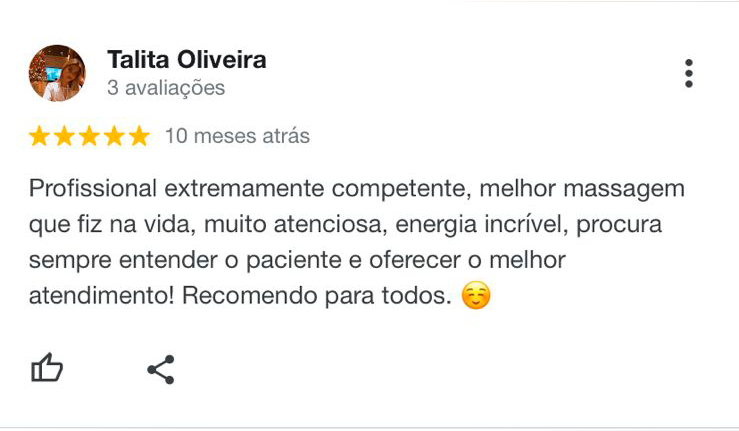 Talita Oliveira
3 avaliações
10 meses atrás
Profissional extremamente competente, melhor massagem
que fiz na vida, muito atenciosa, energia incrível, procura
sempre entender o paciente e oferecer o melhor
atendimento! Recomendo para todos. ☺️